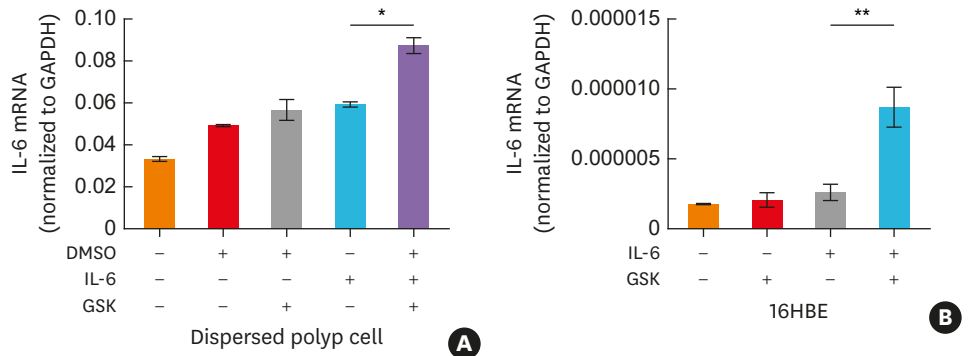 IL-6 mRNA
(normalized to GAPDH)
0.10
0.08
0.06
0.04
0.02
0
*
DMSO – + + – +
IL-6 – – – + +
GSK – – + – +
Dispersed polyp cell
A
IL-6 mRNA
(normalized to GAPDH)
0.000015
0.000010
0.000005
0
**
IL-6 – – + +
GSK – + – +
16HBE
B